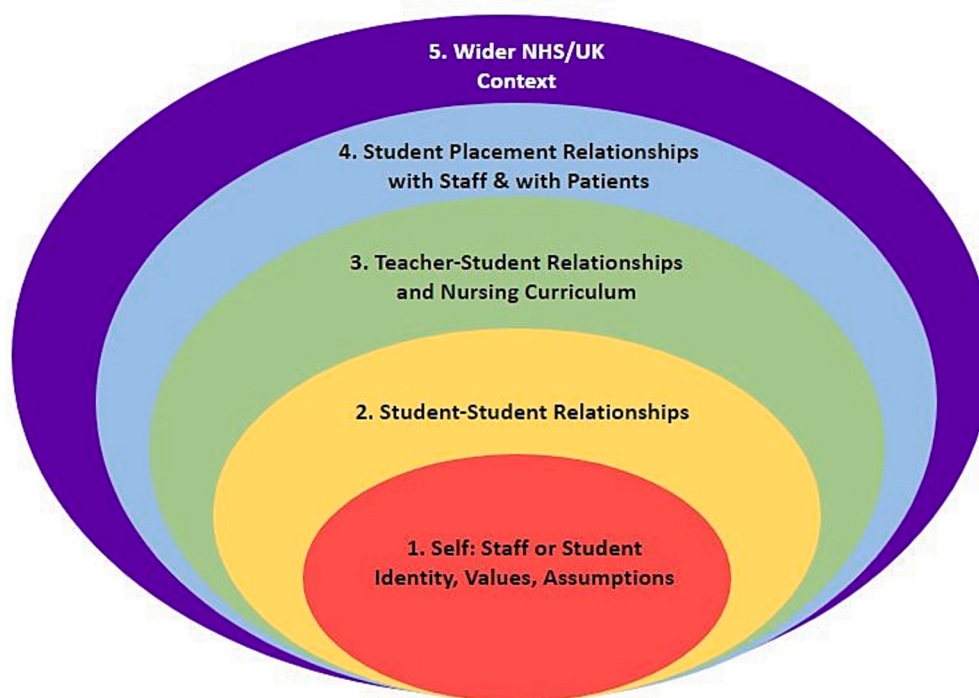 5. Wider NHS/UK
Context
4. Student Placement Relationships
with Staff & with Patients
3. Teacher-Student Relationships
and Nursing Curriculum
2. Student-Student Relationships
1. Self: Staff or Student
Identity, Values, Assumptions